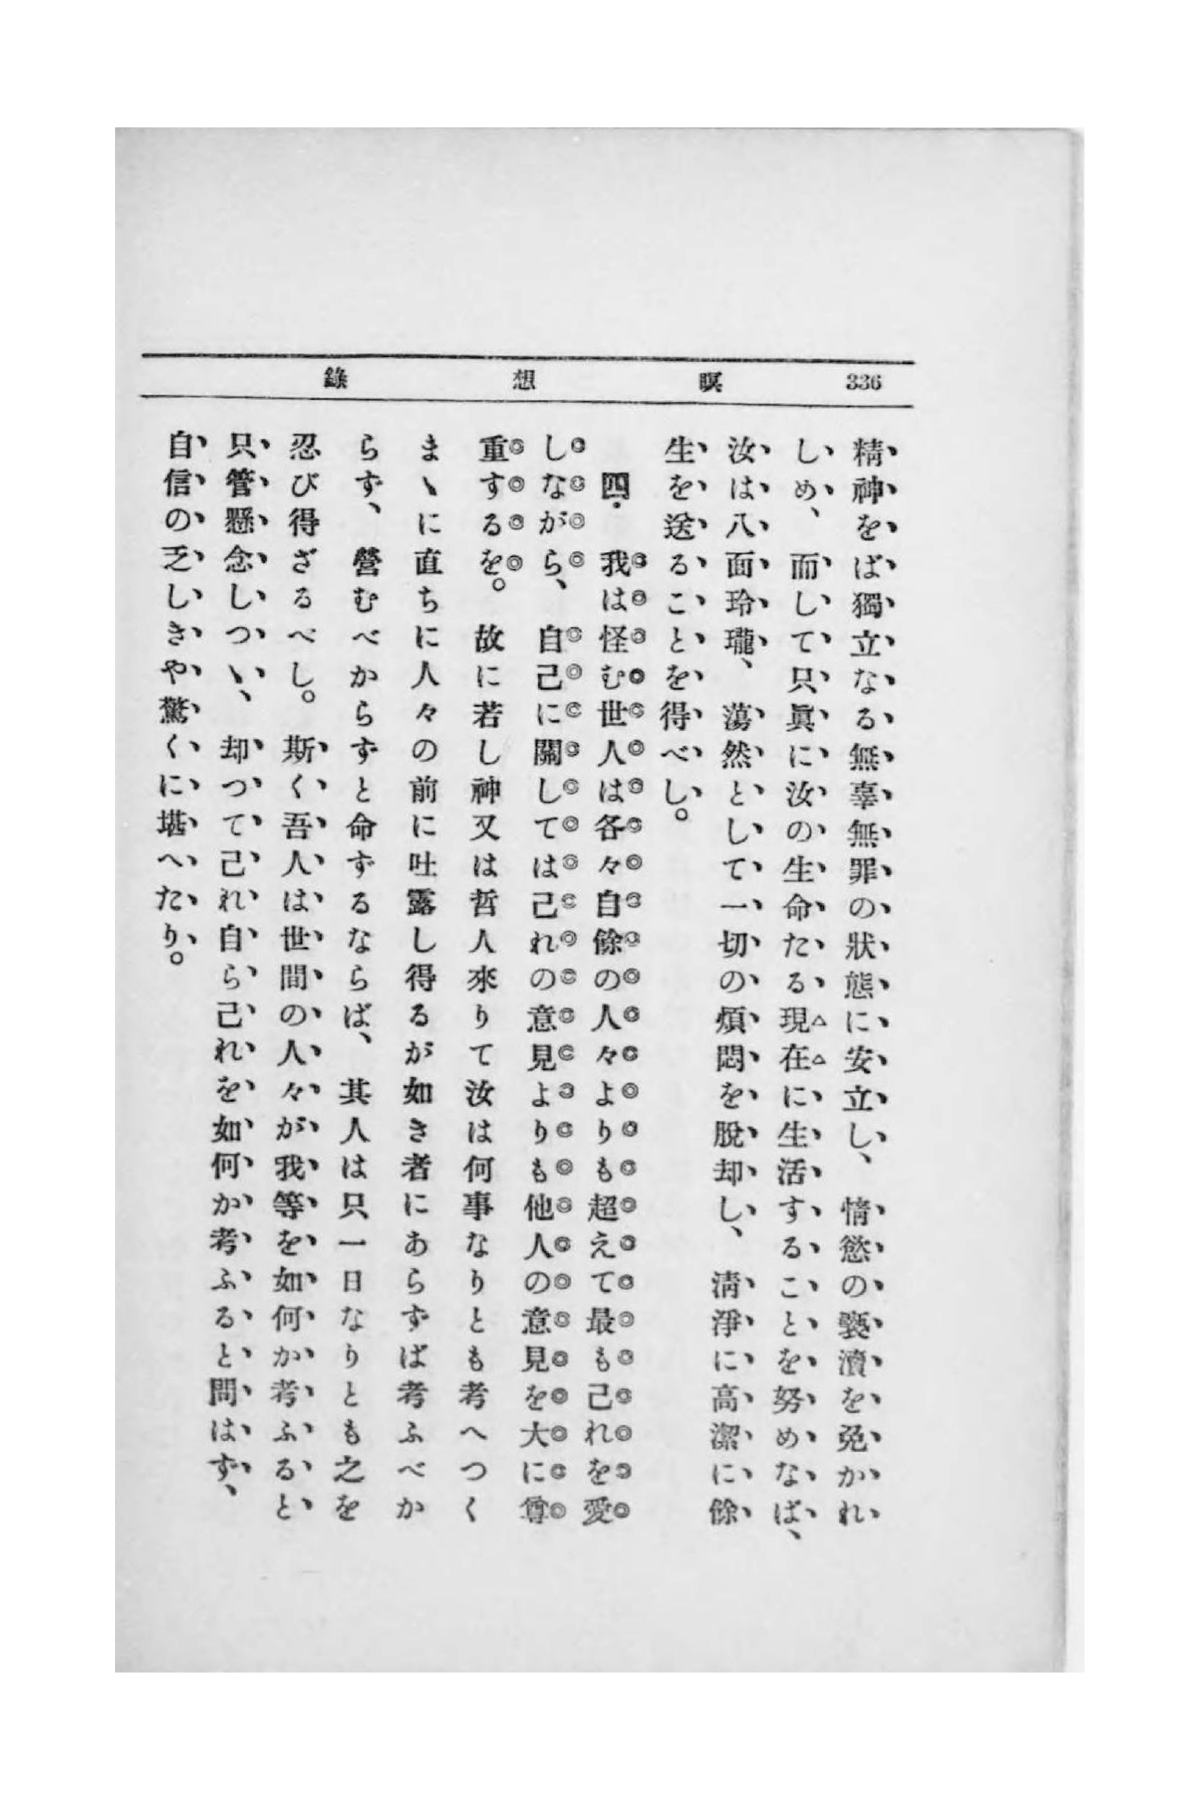 336 瞑想錄
精神をば獨立なる無辜無罪の狀態に安立し、情慾の褻瀆を免かれ
しめ、而して只眞に汝の生命たる現在に生活することを努めなば、
汝は八面玲瓏、蕩然として一切の煩悶を脫却し、淸淨に高潔に餘
生を送ることを得べし。
四. 我は怪む世人は各々自餘の人々よりも超えて最も己れを愛
しながら、自己に關しては己れの意見よりも他人の意見を大に尊
重するを。故に若し神又は哲人來りて汝は何事なりとも考へつく
まゝに直ちに人々の前に吐露し得るが如き者にあらずば考ふべか
らず、營むべからずと命ずるならば、其人は只一日なりとも之を
忍び得ざるべし。斯く吾人は世間の人々が我等を如何か考ふると
只管懸念しつゝ、却つて己れ自ら己れを如何か考ふると問はず、
自信の乏しきや驚くに堪へたり。